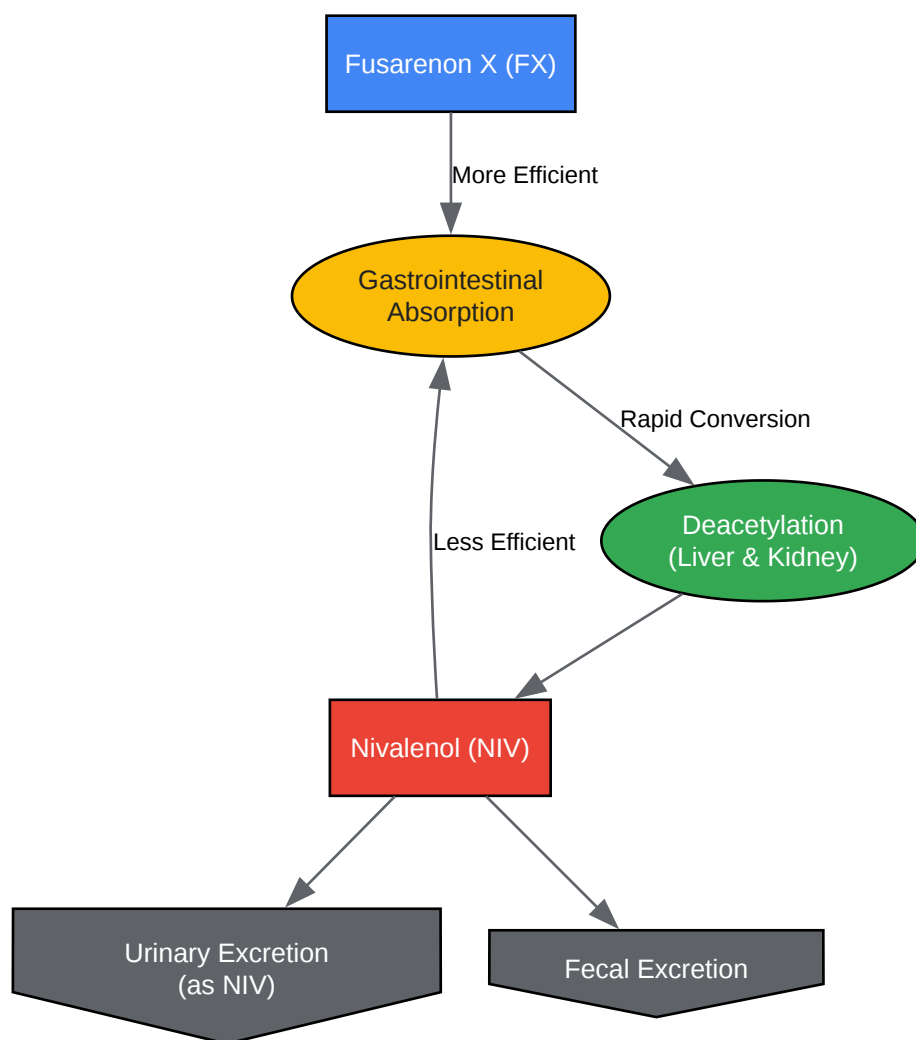 Fusarenon X (FX)
More Efficient
Gastrointestinal
Absorption
Rapid Conversion
Deacetylation
(Liver & Kidney)
Less Efficient
Nivalenol (NIV)
Urinary Excretion
(as NIV)
Fecal Excretion